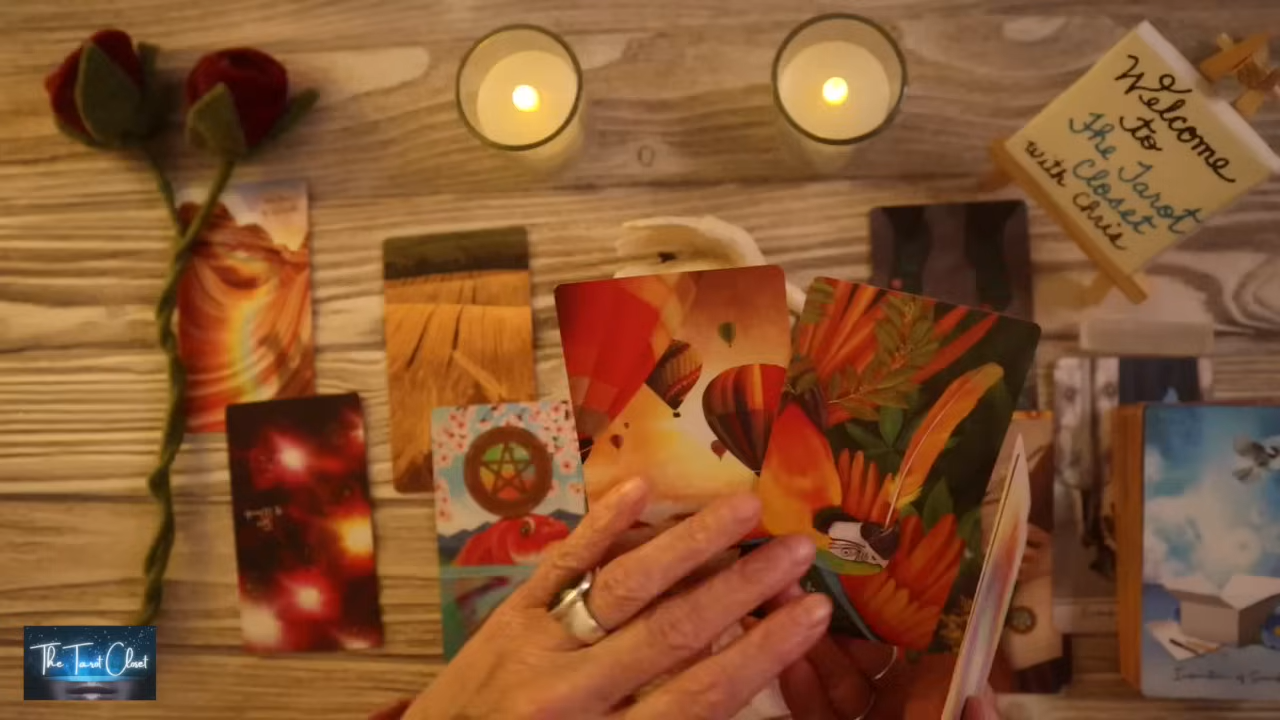 Welcome
to
The Tarot
Closet
with Chris
The Tarot Closet